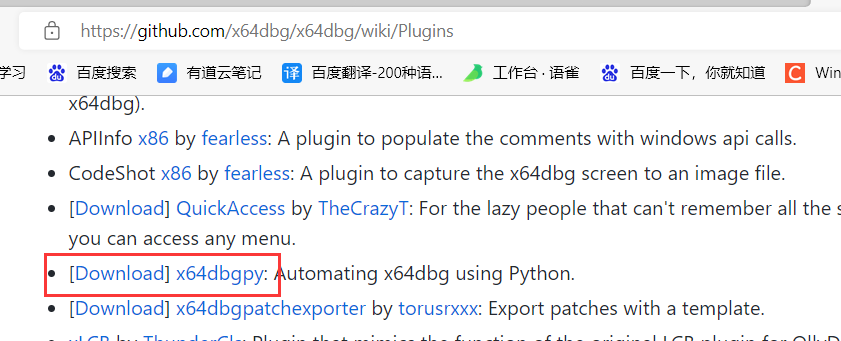 https://github.com/x64dbg/x64dbg/wiki/Plugins
学习 百度搜索 有道云笔记 译 百度翻译-200种语... 工作台 · 语雀 百度一下，你就知道 C Win
x64dbg).
APIInfo x86 by fearless: A plugin to populate the comments with windows api calls.
CodeShot x86 by fearless: A plugin to capture the x64dbg screen to an image file.
[Download] QuickAccess by TheCrazyT: For the lazy people that can't remember all the s
you can access any menu.
[Download] x64dbgpy: Automating x64dbg using Python.
[Download] x64dbgpatchexporter by torusrxxx: Export patches with a template.